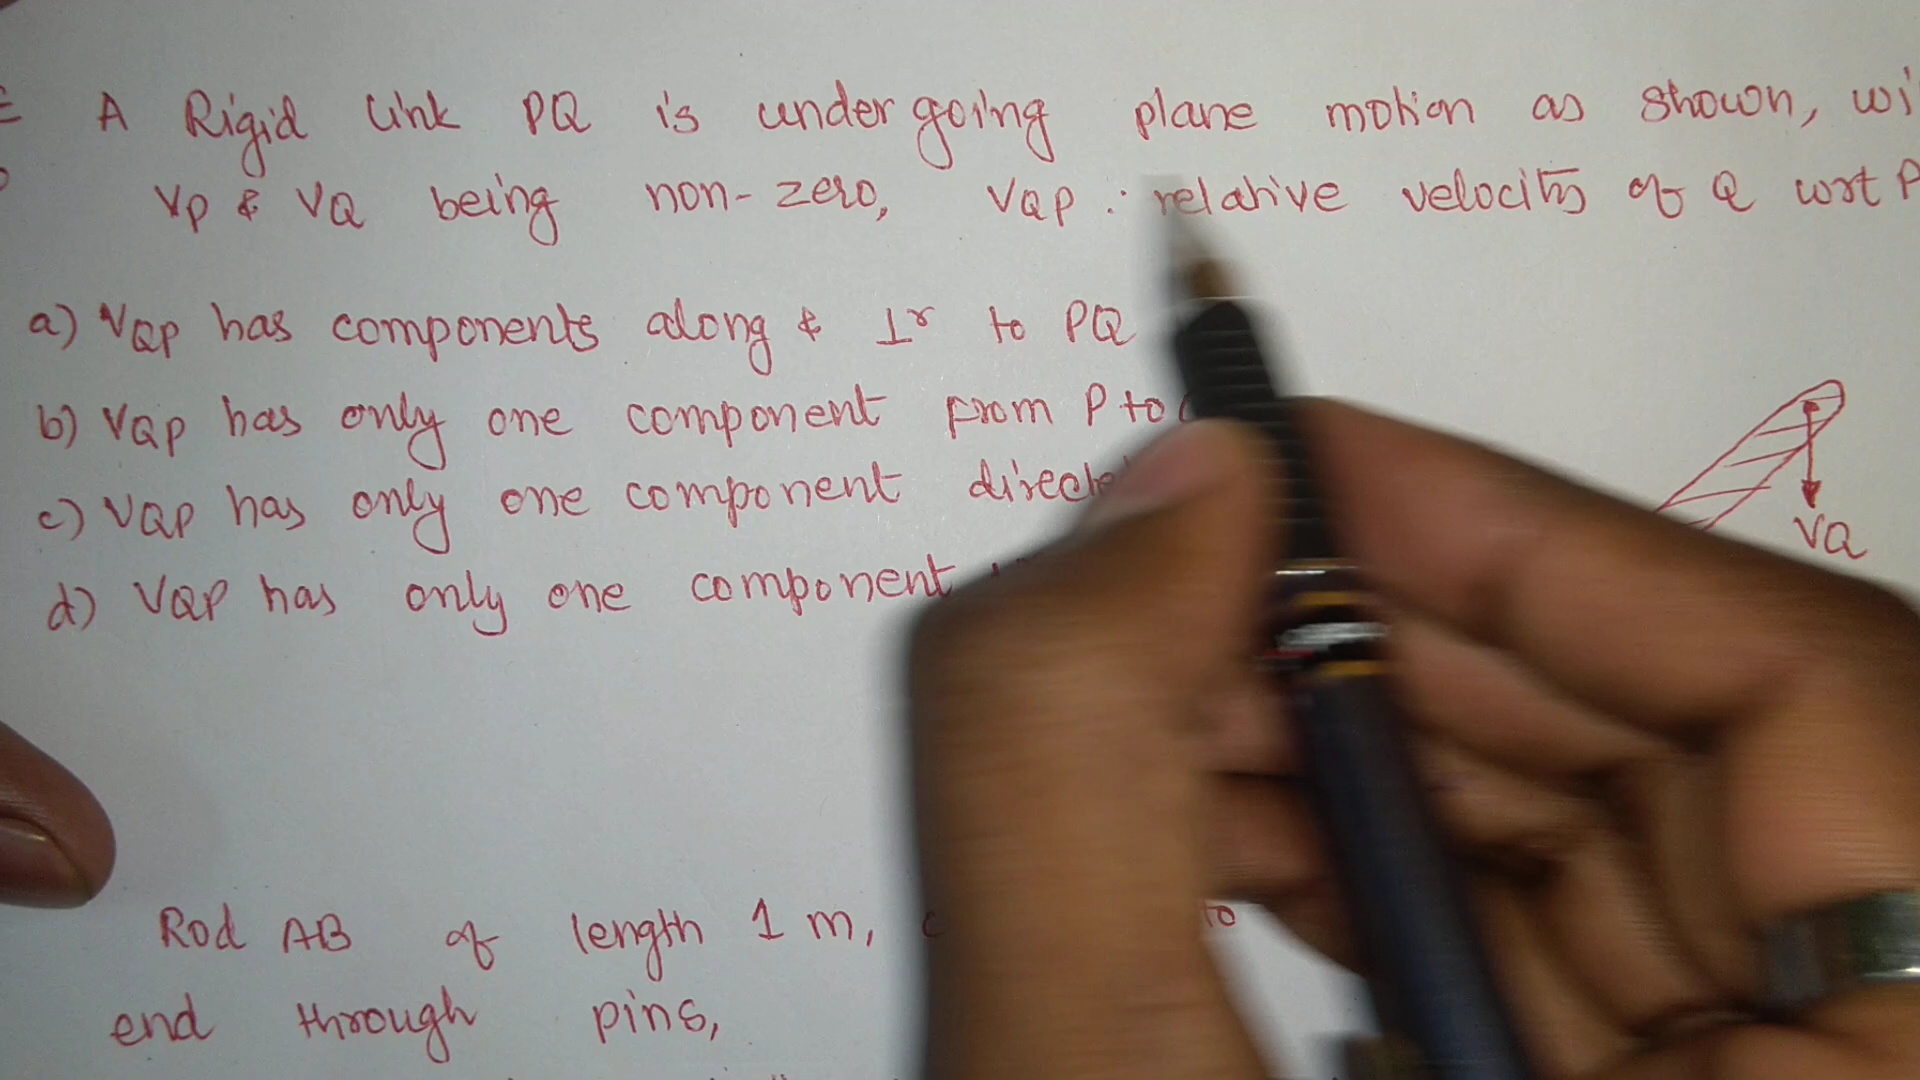 A Rigid link PQ is undergoing plane motion as shown,
VP & VQ being non-zero, VQP : relative velocity of Q wrt P
a) VQP has components along & ⊥r to PQ
b) VQP has only one component from P to
c) VQP has only one component
d) VQP has only one component
VQ
Rod AB of length 1 m, to
end through pins,